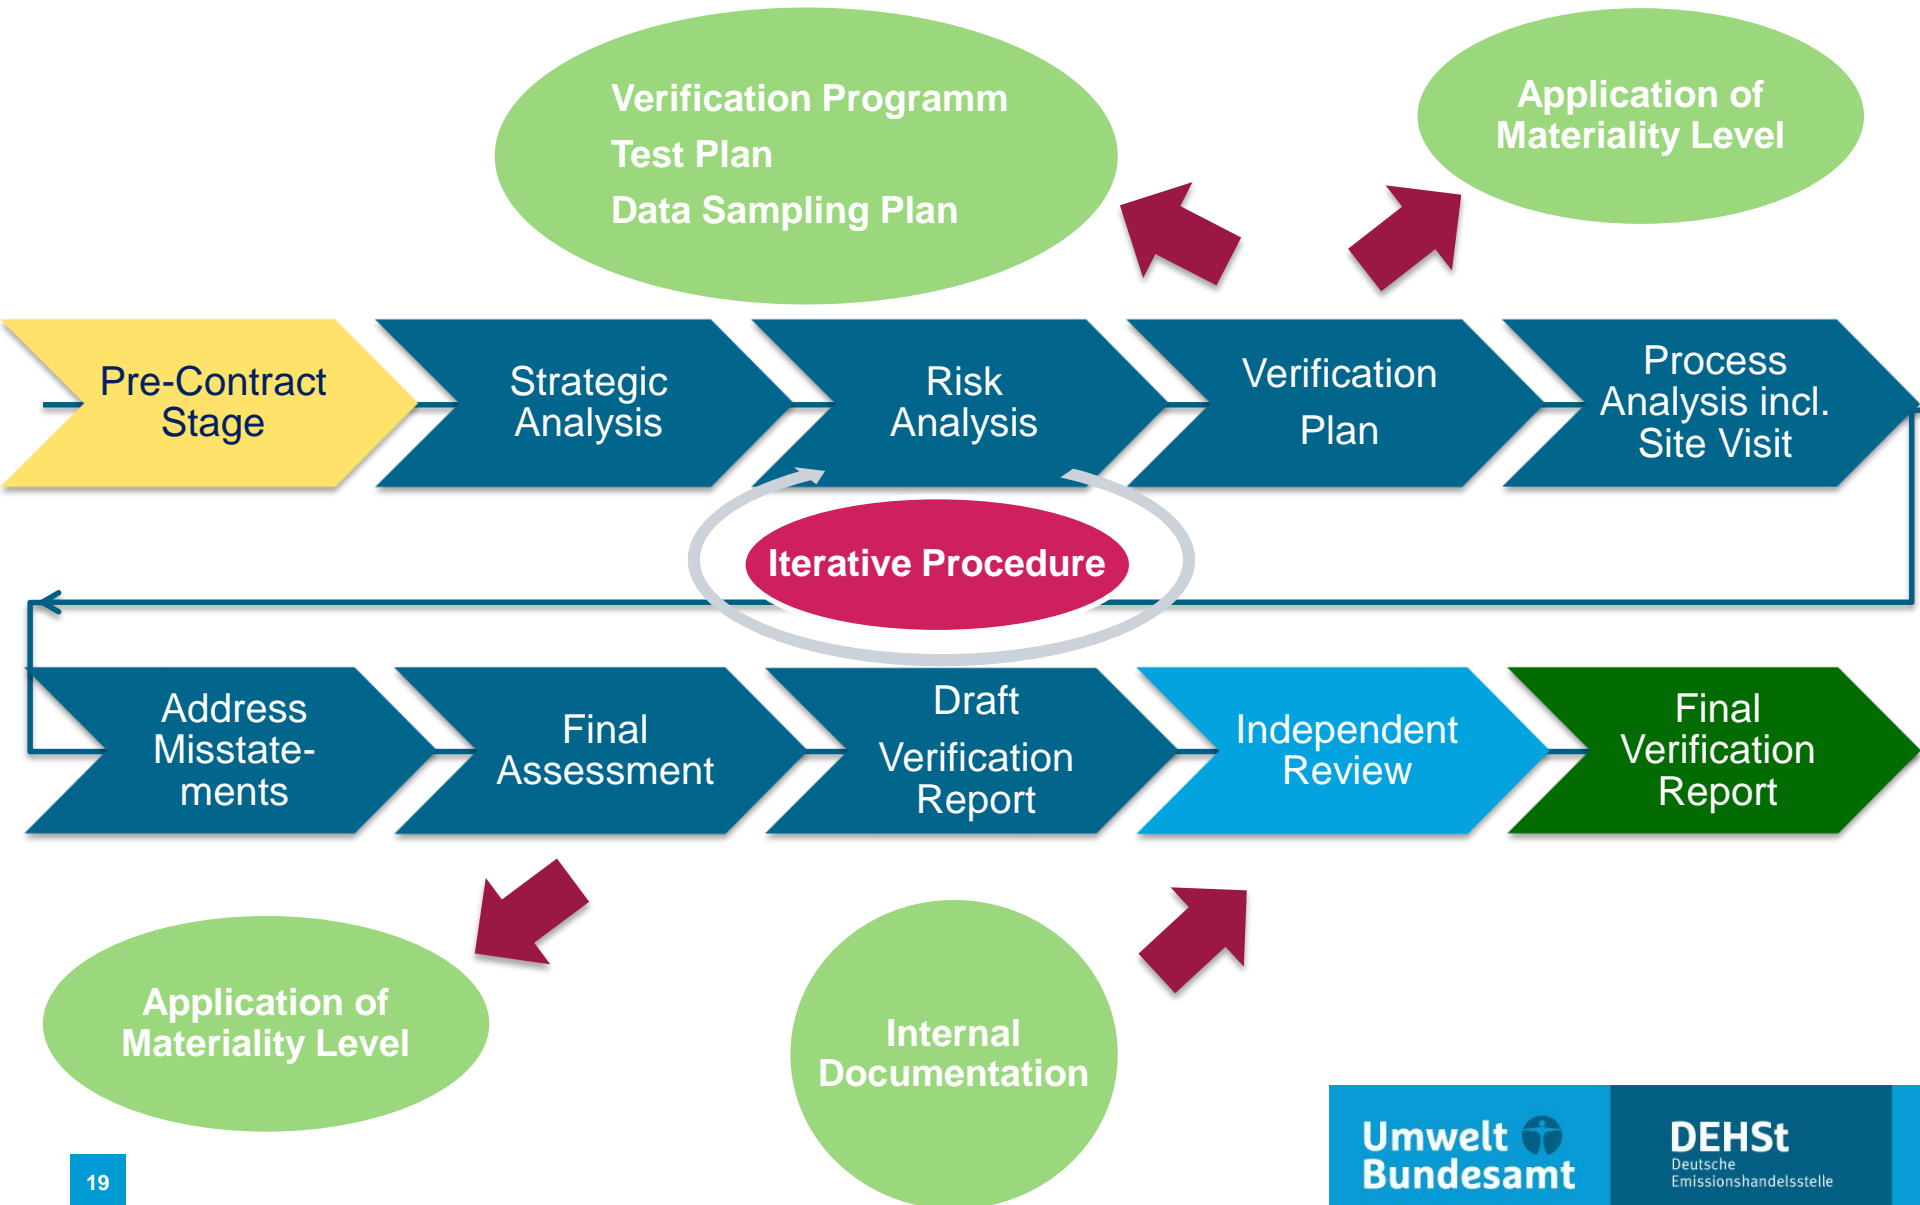 Verification Programm
Test Plan
Data Sampling Plan
Application of
Materiality Level
Pre-Contract
Stage
Strategic
Analysis
Risk
Analysis
Verification
Plan
Process
Analysis incl.
Site Visit
Iterative Procedure
Address
Misstate-
ments
Final
Assessment
Draft
Verification
Report
Independent
Review
Final
Verification
Report
Application of
Materiality Level
Internal
Documentation
19
Umwelt
Bundesamt
DEHSt
Deutsche
Emissionshandelsstelle